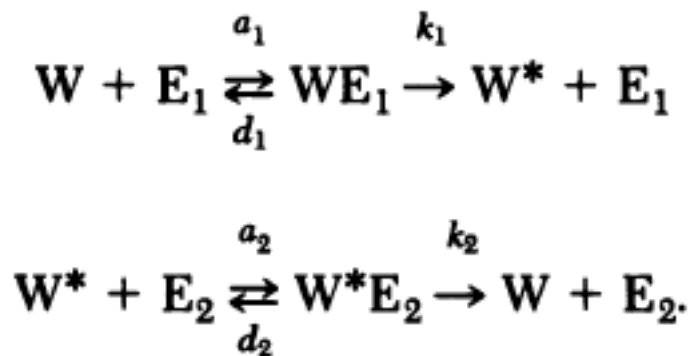 a₁ k₁
W + E₁ ⇌ WE₁ → W* + E₁
d₁
a₂ k₂
W* + E₂ ⇌ W*E₂ → W + E₂.
d₂